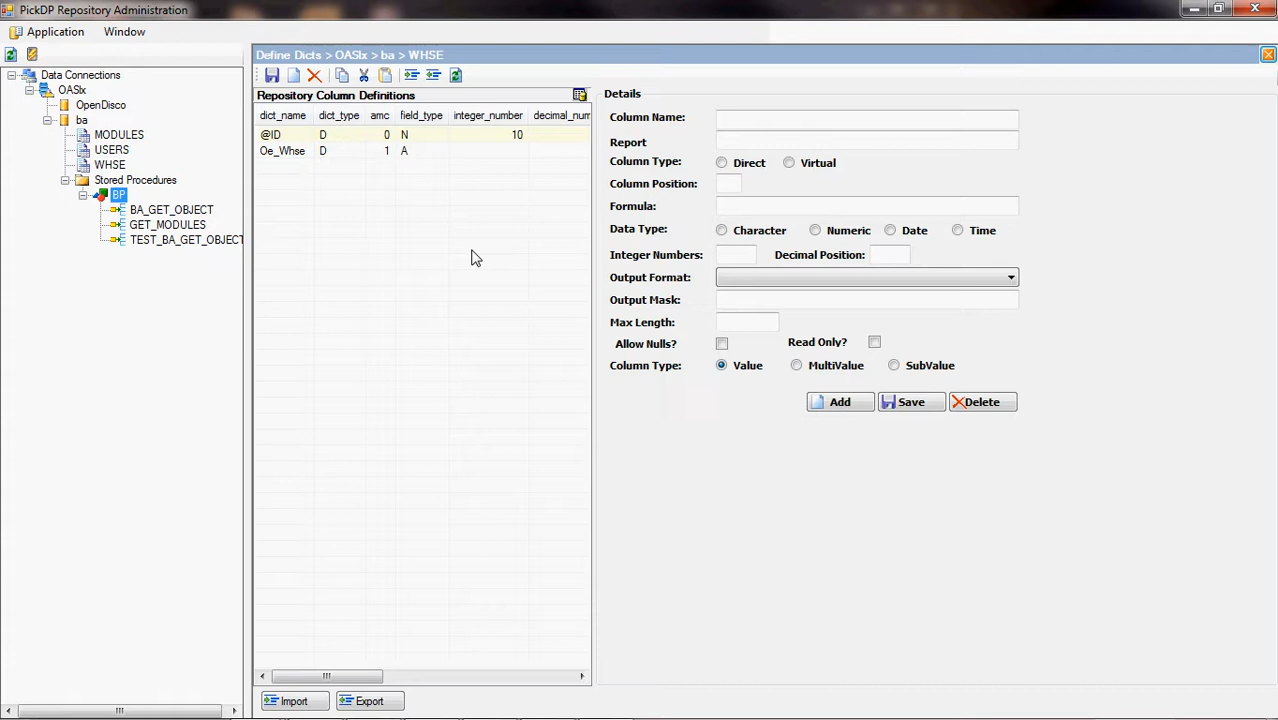 PickDP Repository Administration
Application Window
Define Dicts > OASIx > ba > WHSE
Data Connections
OASIx
OpenDisco
ba
MODULES
USERS
WHSE
Stored Procedures
BP
BA_GET_OBJECT
GET_MODULES
TEST_BA_GET_OBJECT
Repository Column Definitions
dict_name dict_type amc field_type integer_number decimal_num
@ID D 0 N 10
Oe_Whse D 1 A
Import Export
Details
Column Name:
Report
Column Type: Direct Virtual
Column Position:
Formula:
Data Type: Character Numeric Date Time
Integer Numbers: Decimal Position:
Output Format:
Output Mask:
Max Length:
Allow Nulls? Read Only?
Column Type: Value MultiValue SubValue
Add Save Delete